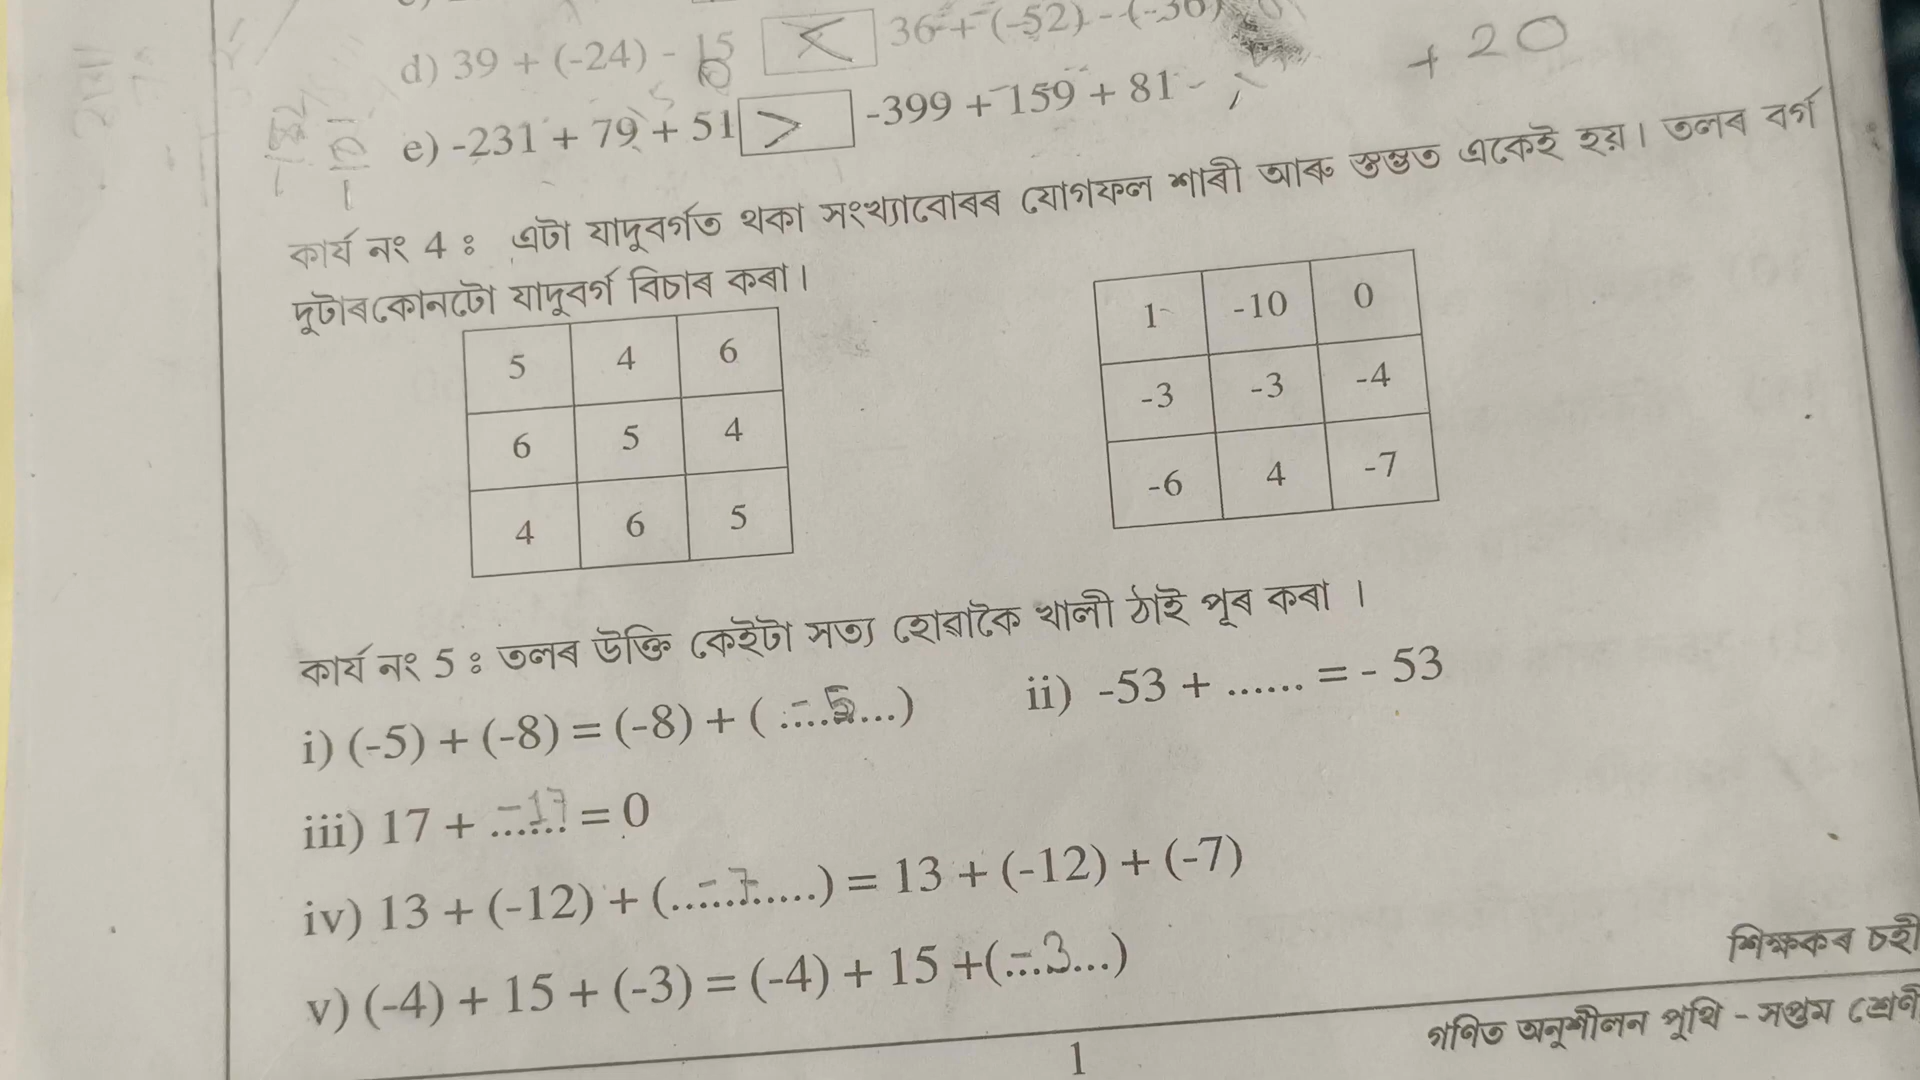 d) 39 + (-24) - 15 < 36 + (-52) - (-36)
+ 20
e) -231 + 79 + 51 > -399 + 159 + 81
কাৰ্য নং 4 : এটা যাদুবৰ্গত থকা সংখ্যাবোৰৰ যোগফল শাৰী আৰু স্তম্ভত একেই হয়। তলৰ বৰ্গ
দুটাৰকোনটো যাদুবৰ্গ বিচাৰ কৰা।
5 4 6
6 5 4
4 6 5
1 -10 0
-3 -3 -4
-6 4 -7
কাৰ্য নং 5 : তলৰ উক্তি কেইটা সত্য হোৱাকৈ খালী ঠাই পূৰ কৰা ।
i) (-5) + (-8) = (-8) + ( ....-5....) ii) -53 + ...... = - 53
iii) 17 + ...-17... = 0
iv) 13 + (-12) + (.....-7.....) = 13 + (-12) + (-7)
v) (-4) + 15 + (-3) = (-4) + 15 +(...-3...)
শিক্ষকৰ চহী
গণিত অনুশীলন পুথি - সপ্তম শ্ৰেণী
1